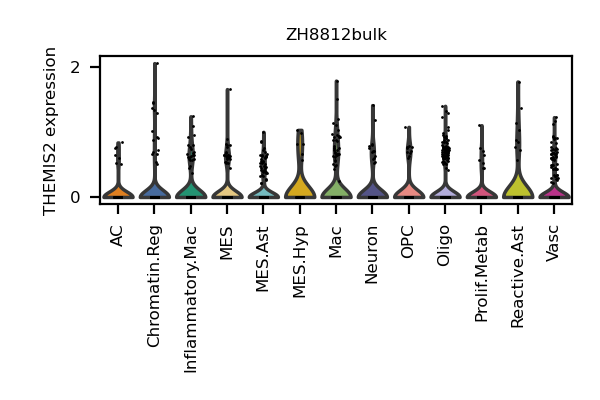 ZH8812bulk
THEMIS2 expression
2
0
AC
Chromatin.Reg
Inflammatory.Mac
MES
MES.Ast
MES.Hyp
Mac
Neuron
OPC
Oligo
Prolif.Metab
Reactive.Ast
Vasc